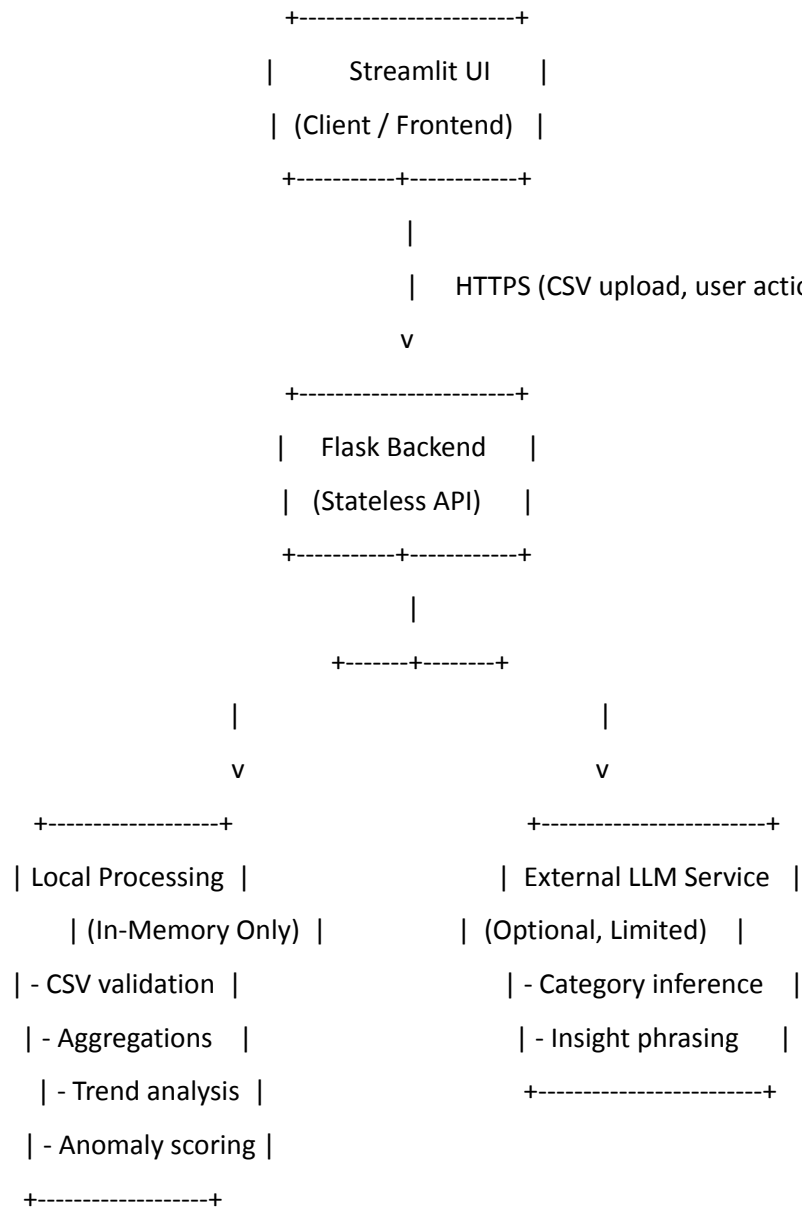 +------------------------+
| Streamlit UI |
| (Client / Frontend) |
+-----------+------------+
|
| HTTPS (CSV upload, user actio
v
+------------------------+
| Flask Backend |
| (Stateless API) |
+-----------+------------+
|
+-------+--------+
| |
v v
+------------------+ +------------------------+
| Local Processing | | External LLM Service |
| (In-Memory Only) | | (Optional, Limited) |
| - CSV validation | | - Category inference |
| - Aggregations | | - Insight phrasing |
| - Trend analysis | +------------------------+
| - Anomaly scoring |
+------------------+